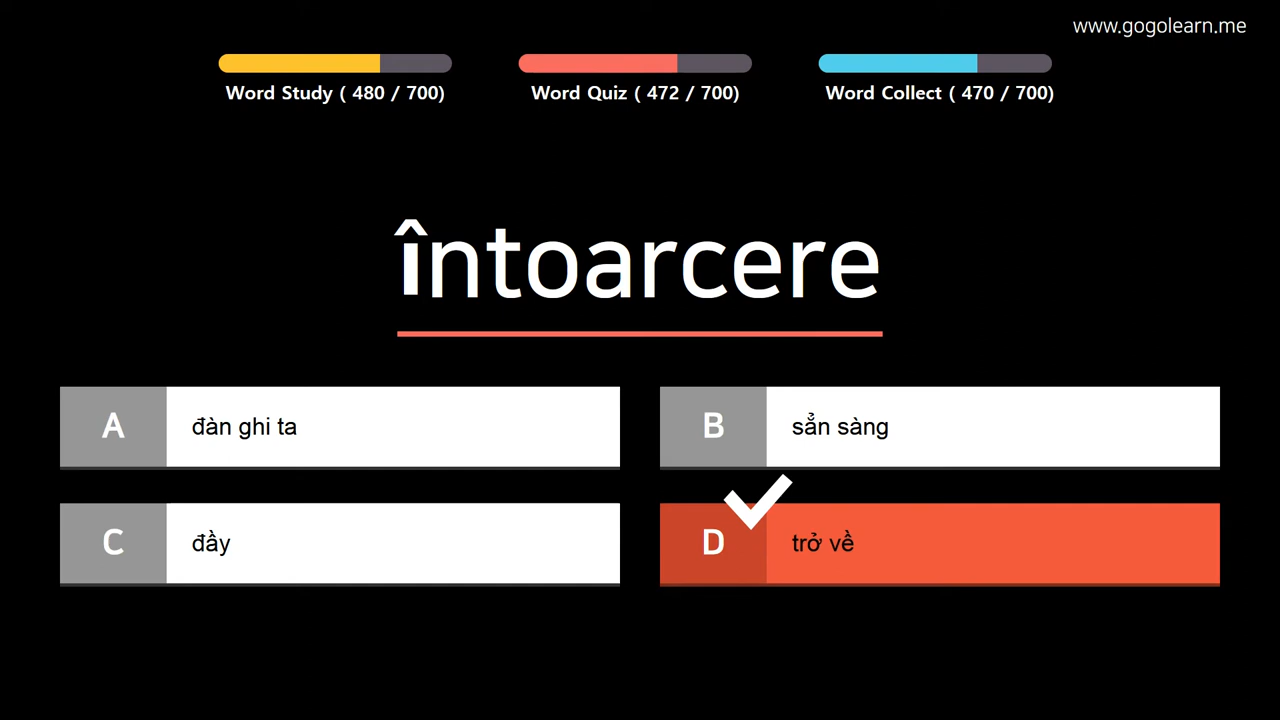 www.gogolearn.me
Word Study ( 480 / 700)
Word Quiz ( 472 / 700)
Word Collect ( 470 / 700)
întoarcere
A
đàn ghi ta
B
sẳn sàng
C
đầy
D
trở về